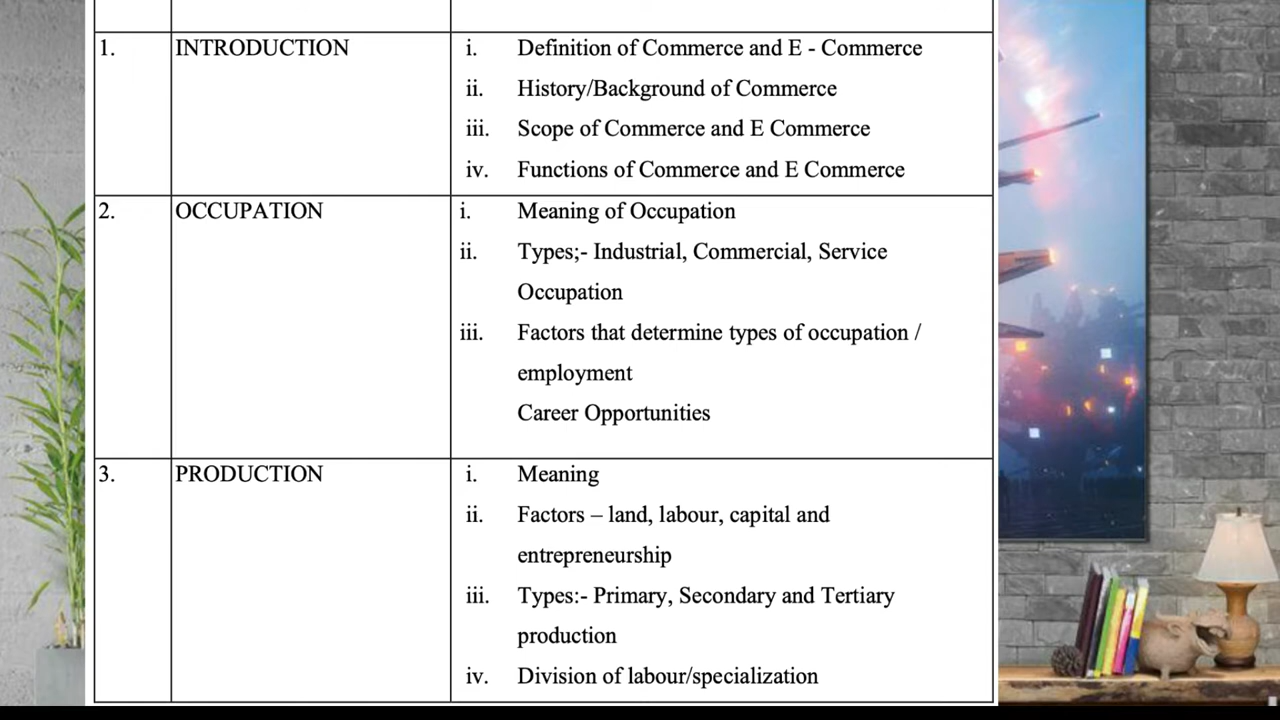 1. INTRODUCTION i. Definition of Commerce and E - Commerce
ii. History/Background of Commerce
iii. Scope of Commerce and E Commerce
iv. Functions of Commerce and E Commerce
2. OCCUPATION i. Meaning of Occupation
ii. Types;- Industrial, Commercial, Service
Occupation
iii. Factors that determine types of occupation /
employment
Career Opportunities
3. PRODUCTION i. Meaning
ii. Factors – land, labour, capital and
entrepreneurship
iii. Types:- Primary, Secondary and Tertiary
production
iv. Division of labour/specialization